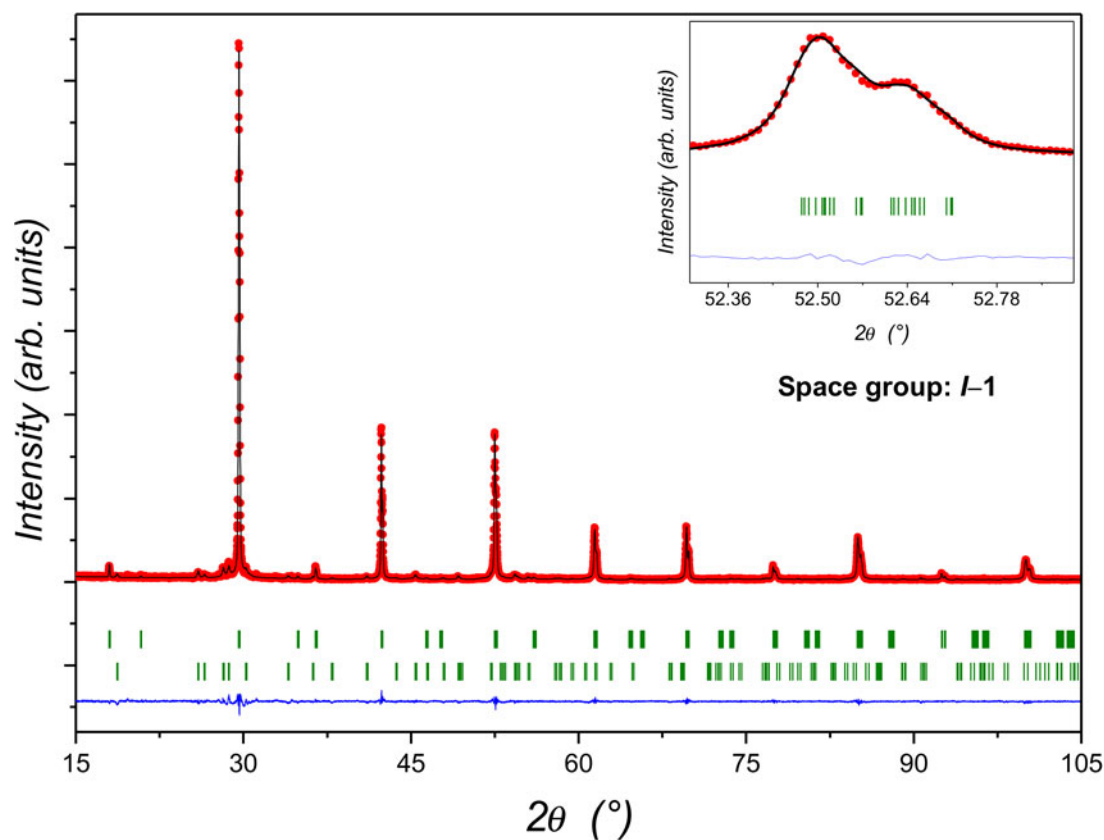 Intensity (arb. units)
52.36 52.50 52.64 52.78
2θ (°)
Space group: I–1
Intensity (arb. units)
15 30 45 60 75 90 105
2θ (°)